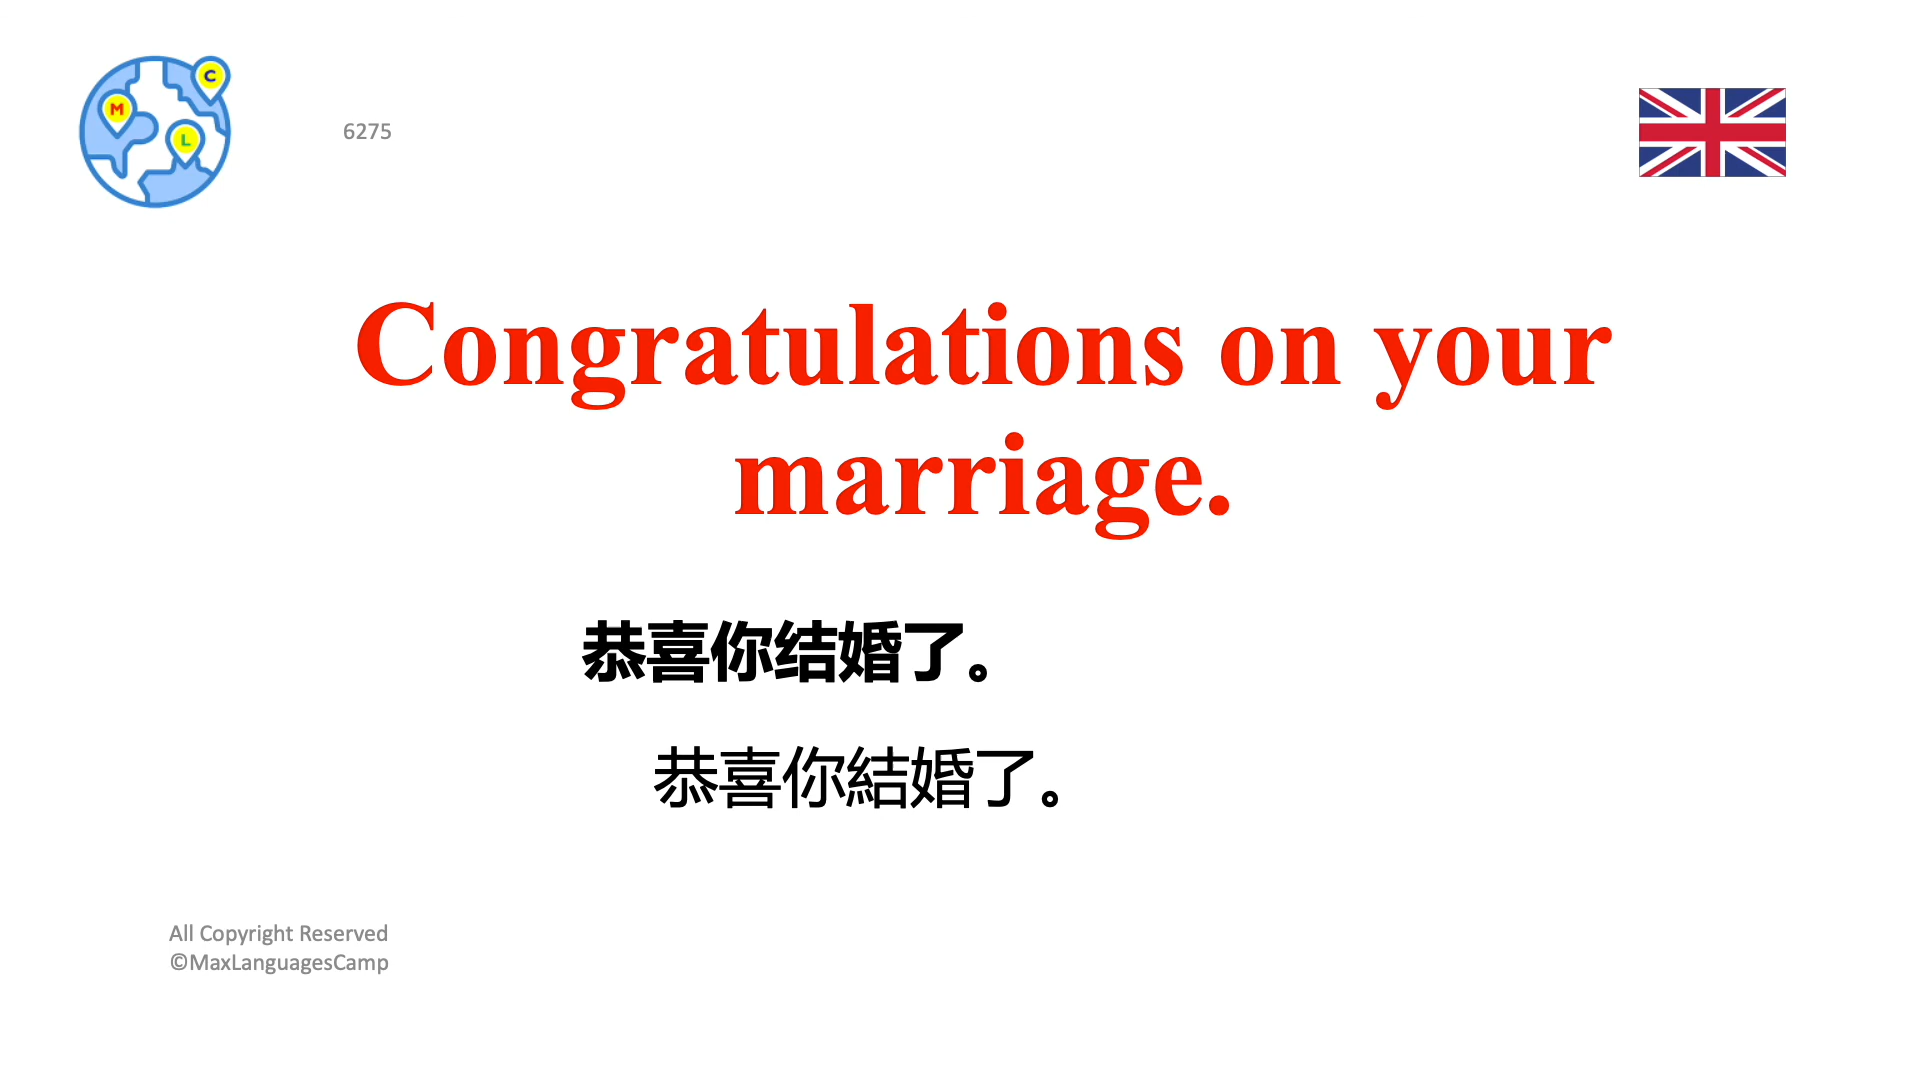 C
M
L
6275
Congratulations on your
marriage.
恭喜你结婚了。
恭喜你結婚了。
All Copyright Reserved
©MaxLanguagesCamp